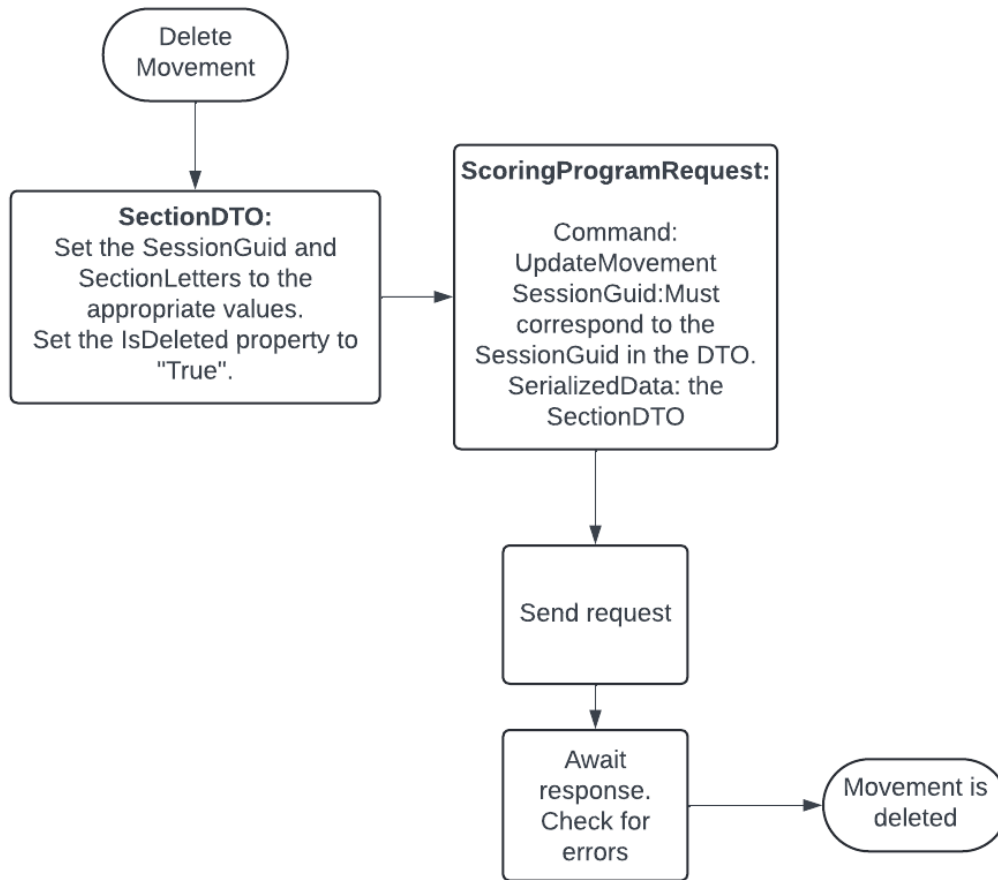 Delete
Movement
SectionDTO:
Set the SessionGuid and
SectionLetters to the
appropriate values.
Set the IsDeleted property to
"True".
ScoringProgramRequest:
Command:
UpdateMovement
SessionGuid:Must
correspond to the
SessionGuid in the DTO.
SerializedData: the
SectionDTO
Send request
Await
response.
Check for
errors
Movement is
deleted